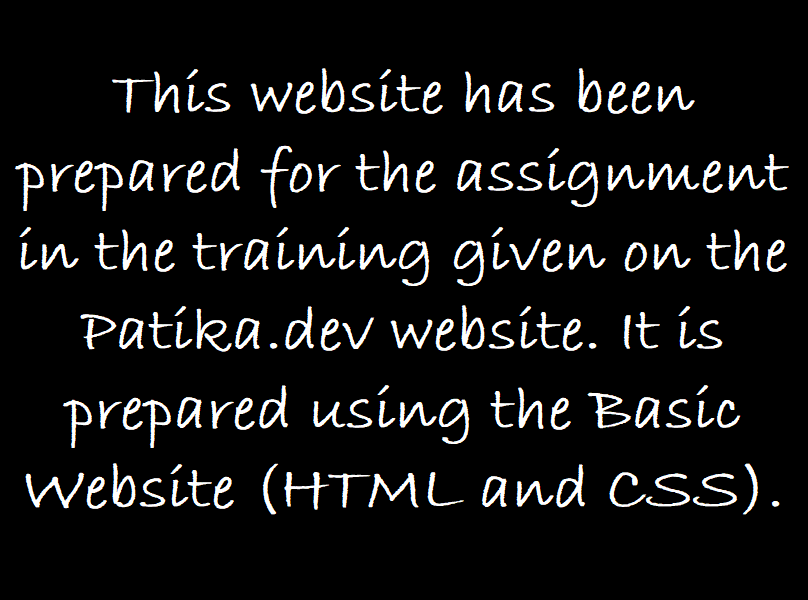 This website has been
prepared for the assignment
in the training given on the
Patika.dev website. It is
prepared using the Basic
Website (HTML and CSS).